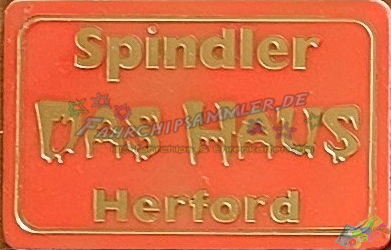 Spindler
DAS HAUS
FAHRCHIPSAMMLER.DE
Herford